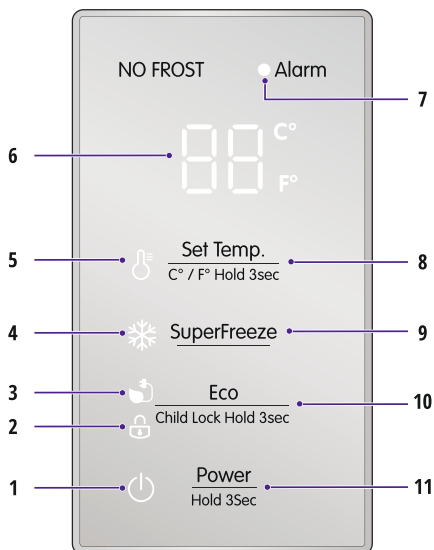 NO FROST Alarm
7
88 C°
6
F°
5 Set Temp. 8
C° / F° Hold 3sec
4 SuperFreeze 9
3 Eco 10
2 Child Lock Hold 3sec
1 Power 11
Hold 3Sec